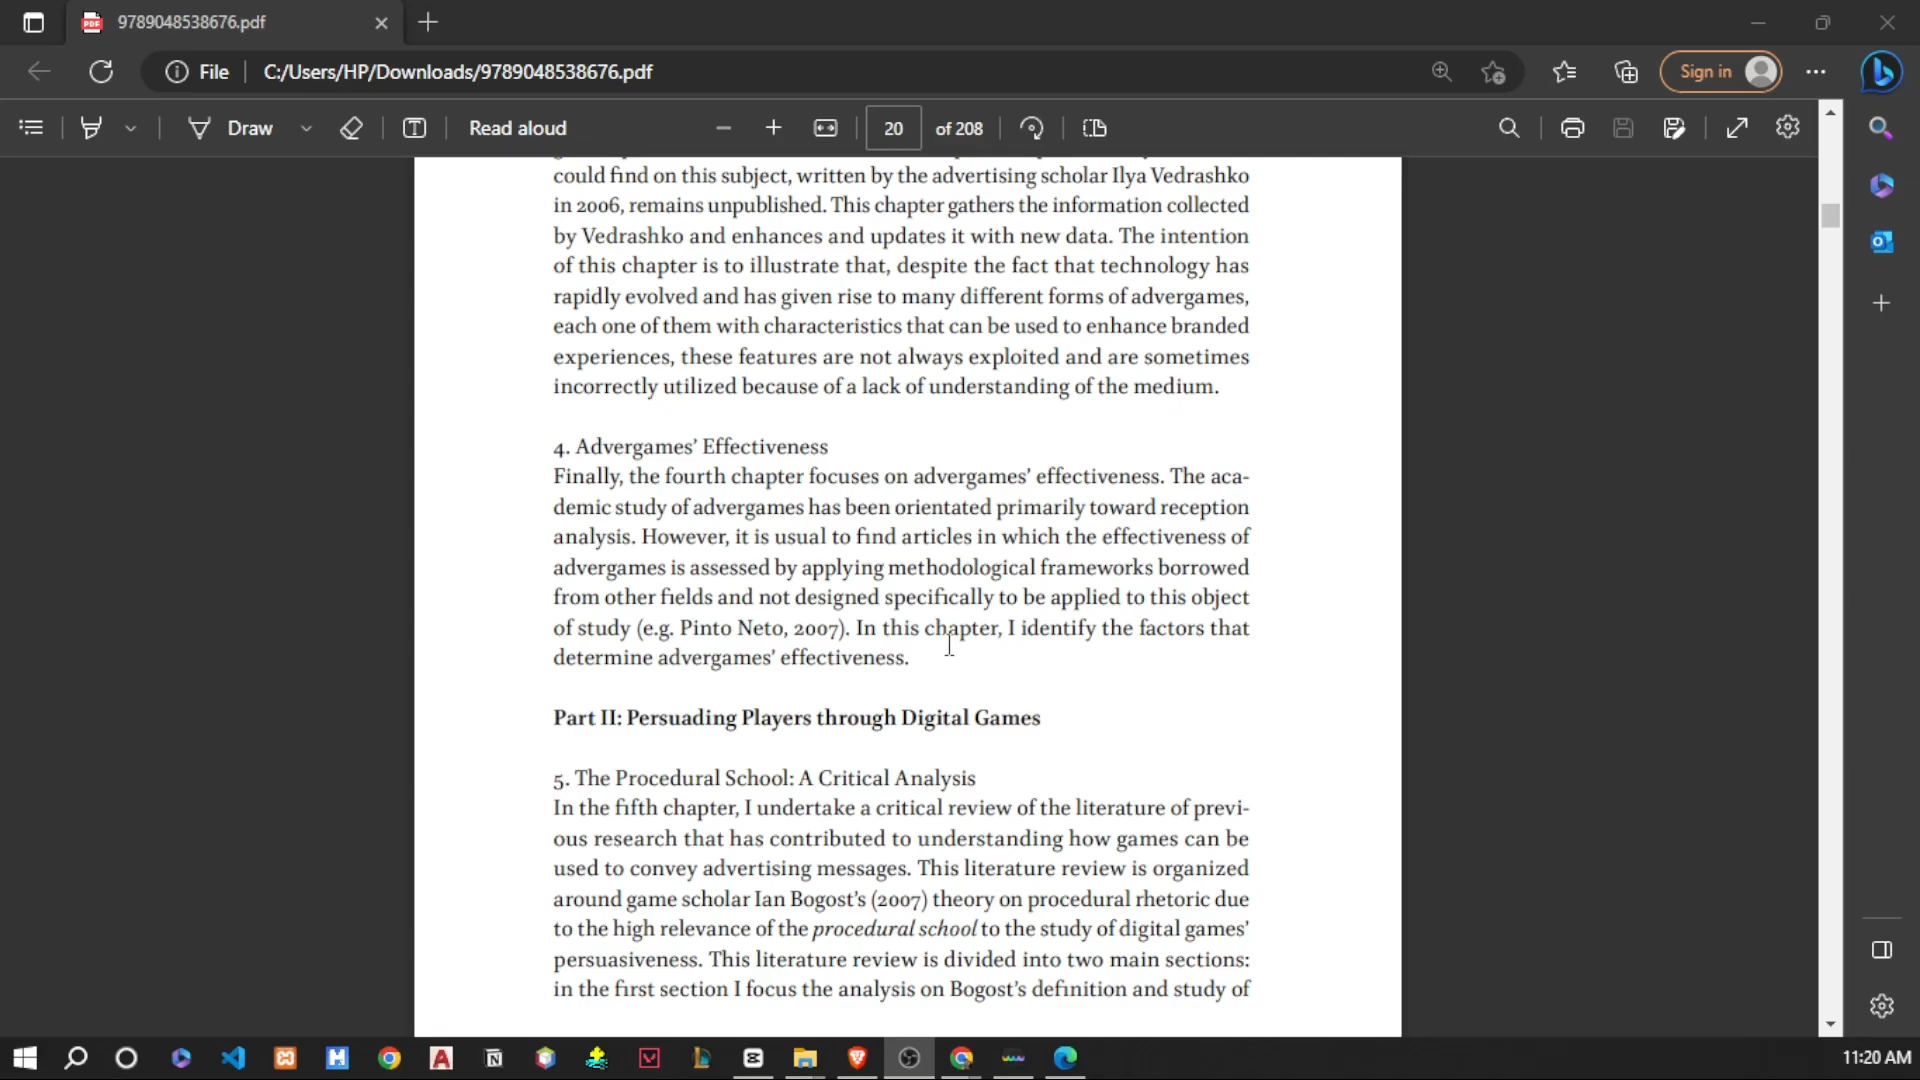 9789048538676.pdf
File
C:/Users/HP/Downloads/9789048538676.pdf
Sign in
Draw
Read aloud
20
of 208
could find on this subject, written by the advertising scholar Ilya Vedrashko
in 2006, remains unpublished. This chapter gathers the information collected
by Vedrashko and enhances and updates it with new data. The intention
of this chapter is to illustrate that, despite the fact that technology has
rapidly evolved and has given rise to many different forms of advergames,
each one of them with characteristics that can be used to enhance branded
experiences, these features are not always exploited and are sometimes
incorrectly utilized because of a lack of understanding of the medium.
4. Advergames’ Effectiveness
Finally, the fourth chapter focuses on advergames’ effectiveness. The aca-
demic study of advergames has been orientated primarily toward reception
analysis. However, it is usual to find articles in which the effectiveness of
advergames is assessed by applying methodological frameworks borrowed
from other fields and not designed specifically to be applied to this object
of study (e.g. Pinto Neto, 2007). In this chapter, I identify the factors that
determine advergames’ effectiveness.
Part II: Persuading Players through Digital Games
5. The Procedural School: A Critical Analysis
In the fifth chapter, I undertake a critical review of the literature of previ-
ous research that has contributed to understanding how games can be
used to convey advertising messages. This literature review is organized
around game scholar Ian Bogost’s (2007) theory on procedural rhetoric due
to the high relevance of the procedural school to the study of digital games’
persuasiveness. This literature review is divided into two main sections:
in the first section I focus the analysis on Bogost’s definition and study of
11:20 AM